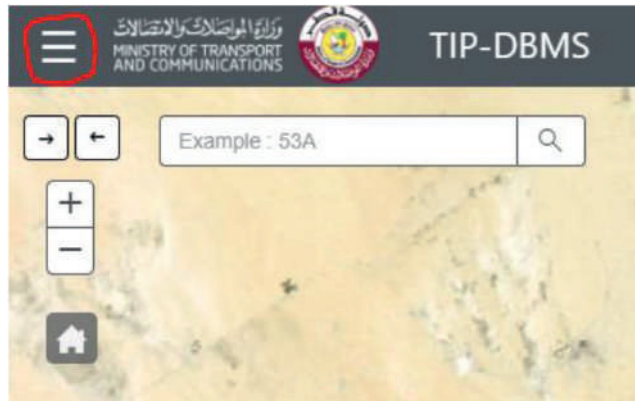 وزارة المواصلات والاتصالات
MINISTRY OF TRANSPORT
AND COMMUNICATIONS
TIP-DBMS
Example : 53A